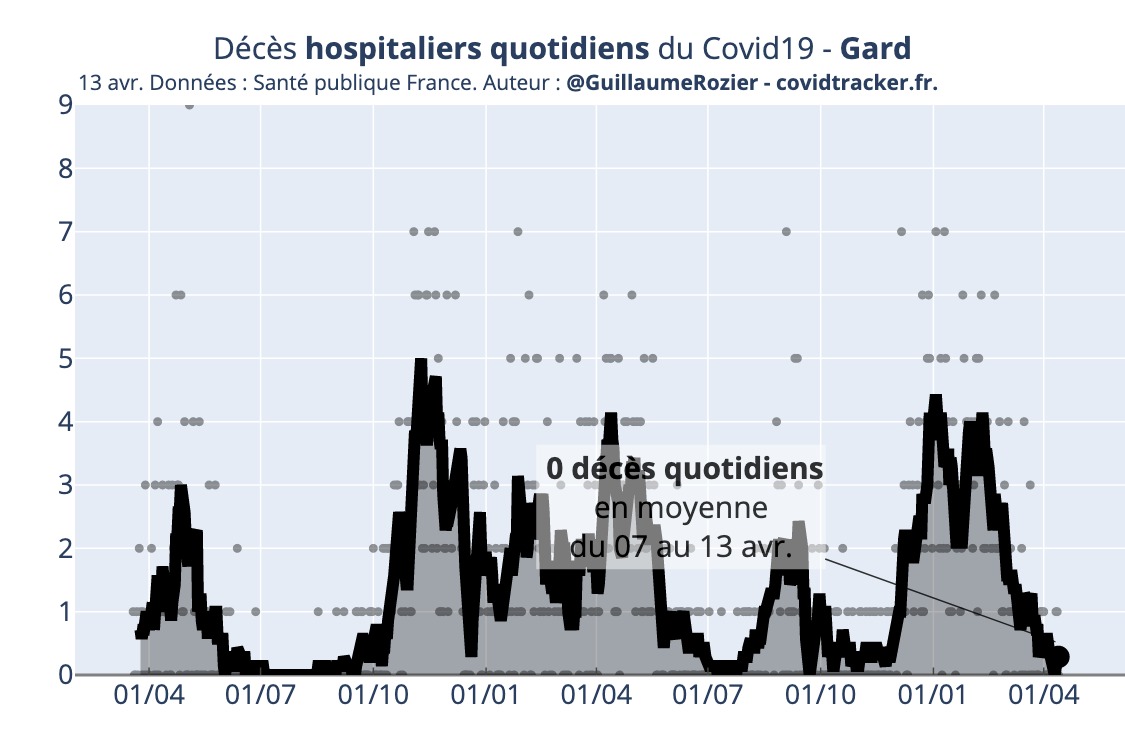 Décès hospitaliers quotidiens du Covid19 - Gard
13 avr. Données : Santé publique France. Auteur : @GuillaumeRozier - covidtracker.fr.
9
8
7
6
5
4
3
2
1
0
0 décès quotidiens
en moyenne
du 07 au 13 avr.
01/04 01/07 01/10 01/01 01/04 01/07 01/10 01/01 01/04